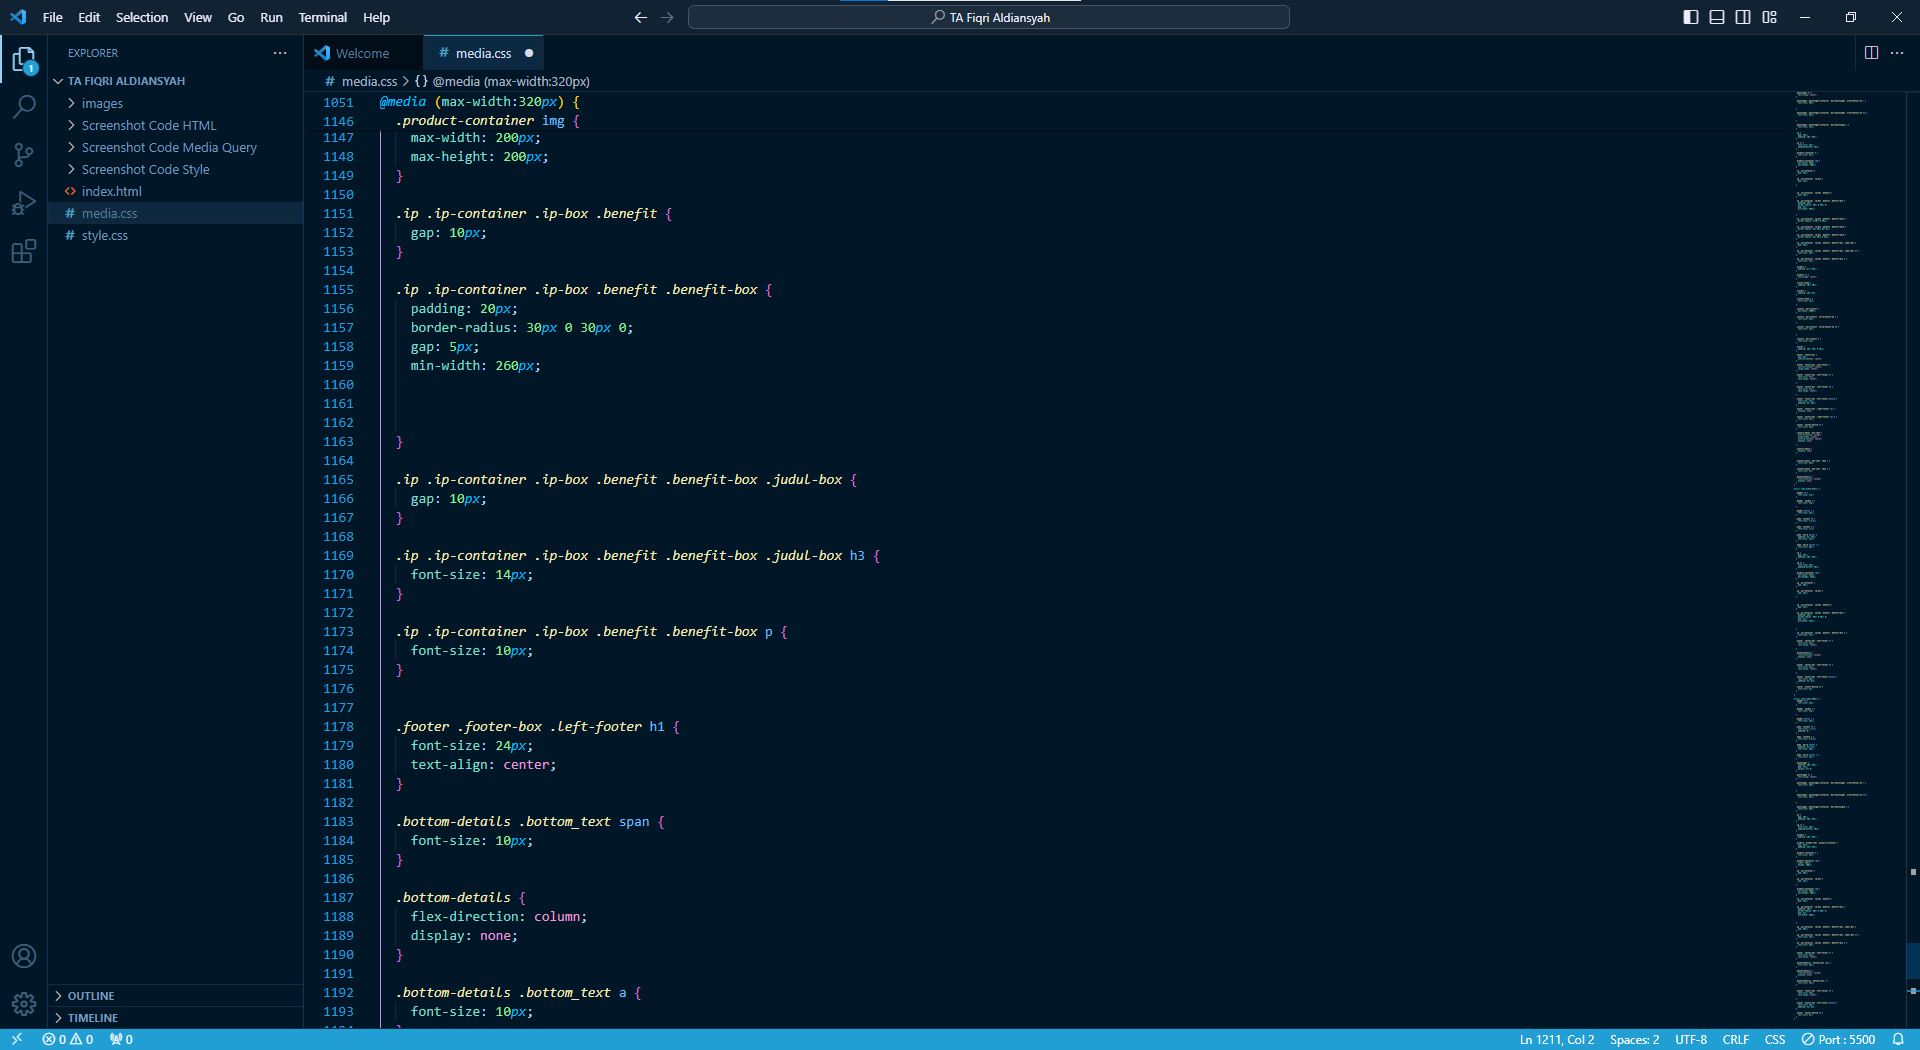 File Edit Selection View Go Run Terminal Help
TA Fiqri Aldiansyah
EXPLORER
1
TA FIQRI ALDIANSYAH
images
Screenshot Code HTML
Screenshot Code Media Query
Screenshot Code Style
<> index.html
# media.css
# style.css
OUTLINE
TIMELINE
Welcome
# media.css
# media.css > {} @media (max-width:320px)
1051 @media (max-width:320px) {
1146 .product-container img {
1147 max-width: 200px;
1148 max-height: 200px;
1149 }
1150
1151 .ip .ip-container .ip-box .benefit {
1152 gap: 10px;
1153 }
1154
1155 .ip .ip-container .ip-box .benefit .benefit-box {
1156 padding: 20px;
1157 border-radius: 30px 0 30px 0;
1158 gap: 5px;
1159 min-width: 260px;
1160
1161
1162
1163 }
1164
1165 .ip .ip-container .ip-box .benefit .benefit-box .judul-box {
1166 gap: 10px;
1167 }
1168
1169 .ip .ip-container .ip-box .benefit .benefit-box .judul-box h3 {
1170 font-size: 14px;
1171 }
1172
1173 .ip .ip-container .ip-box .benefit .benefit-box p {
1174 font-size: 10px;
1175 }
1176
1177
1178 .footer .footer-box .left-footer h1 {
1179 font-size: 24px;
1180 text-align: center;
1181 }
1182
1183 .bottom-details .bottom_text span {
1184 font-size: 10px;
1185 }
1186
1187 .bottom-details {
1188 flex-direction: column;
1189 display: none;
1190 }
1191
1192 .bottom-details .bottom_text a {
1193 font-size: 10px;
0 0 0
Ln 1211, Col 2 Spaces: 2 UTF-8 CRLF CSS Port : 5500